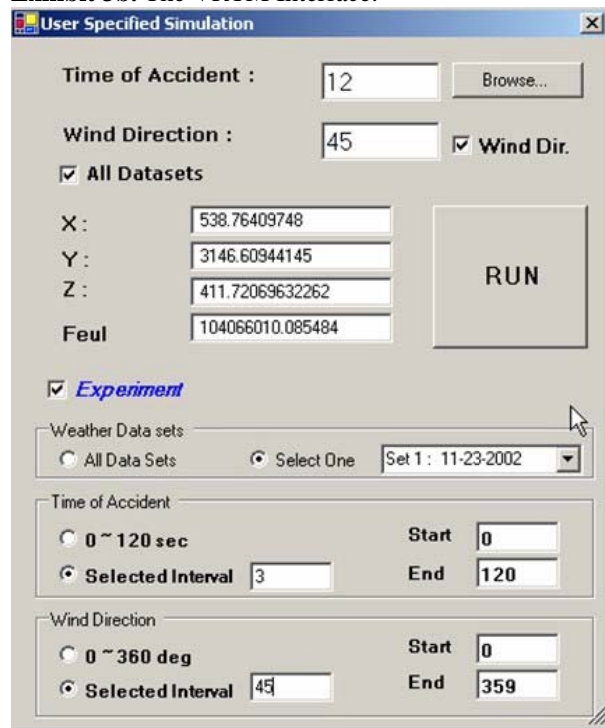 User Specified Simulation
Time of Accident : 12 Browse...
Wind Direction : 45 Wind Dir.
All Datasets
X : 538.76409748
Y : 3146.60944145
Z : 411.72069632262
Feul 104066010.085484
RUN
Experiment
Weather Data sets
All Data Sets Select One Set 1 : 11-23-2002
Time of Accident
0 ~ 120 sec Start 0
Selected Interval 3 End 120
Wind Direction
0 ~ 360 deg Start 0
Selected Interval 45 End 359